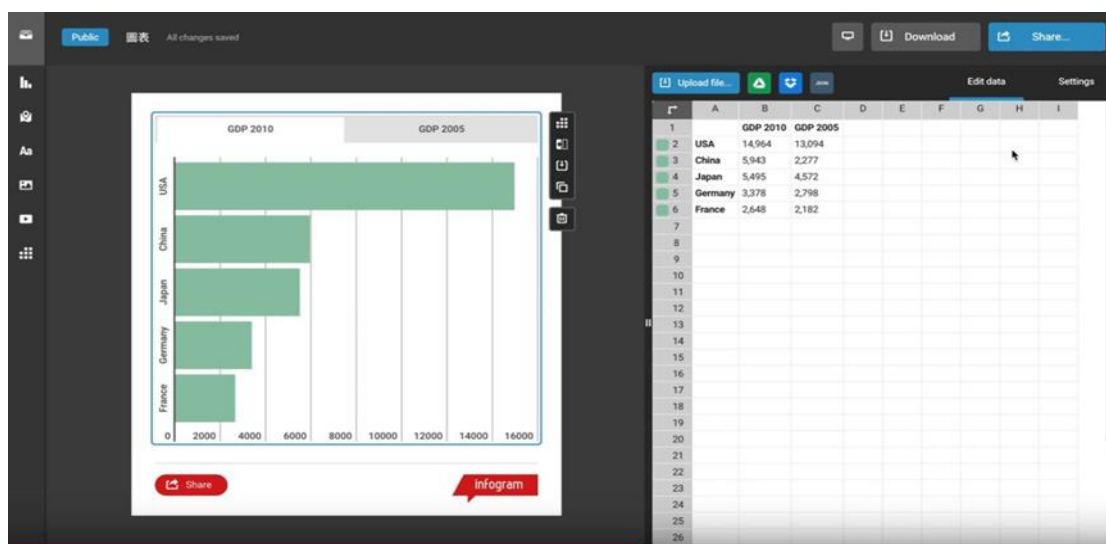 Public 圖表 All changes saved Download Share...
Upload file... JSON Edit data Settings
Aa
GDP 2010 GDP 2005
USA
China
Japan
Germany
France
0 2000 4000 6000 8000 10000 12000 14000 16000
Share infogram
A B C D E F G H I
1 GDP 2010 GDP 2005
2 USA 14,964 13,094
3 China 5,943 2,277
4 Japan 5,495 4,572
5 Germany 3,378 2,798
6 France 2,648 2,182
7
8
9
10
11
12
13
14
15
16
17
18
19
20
21
22
23
24
25
26